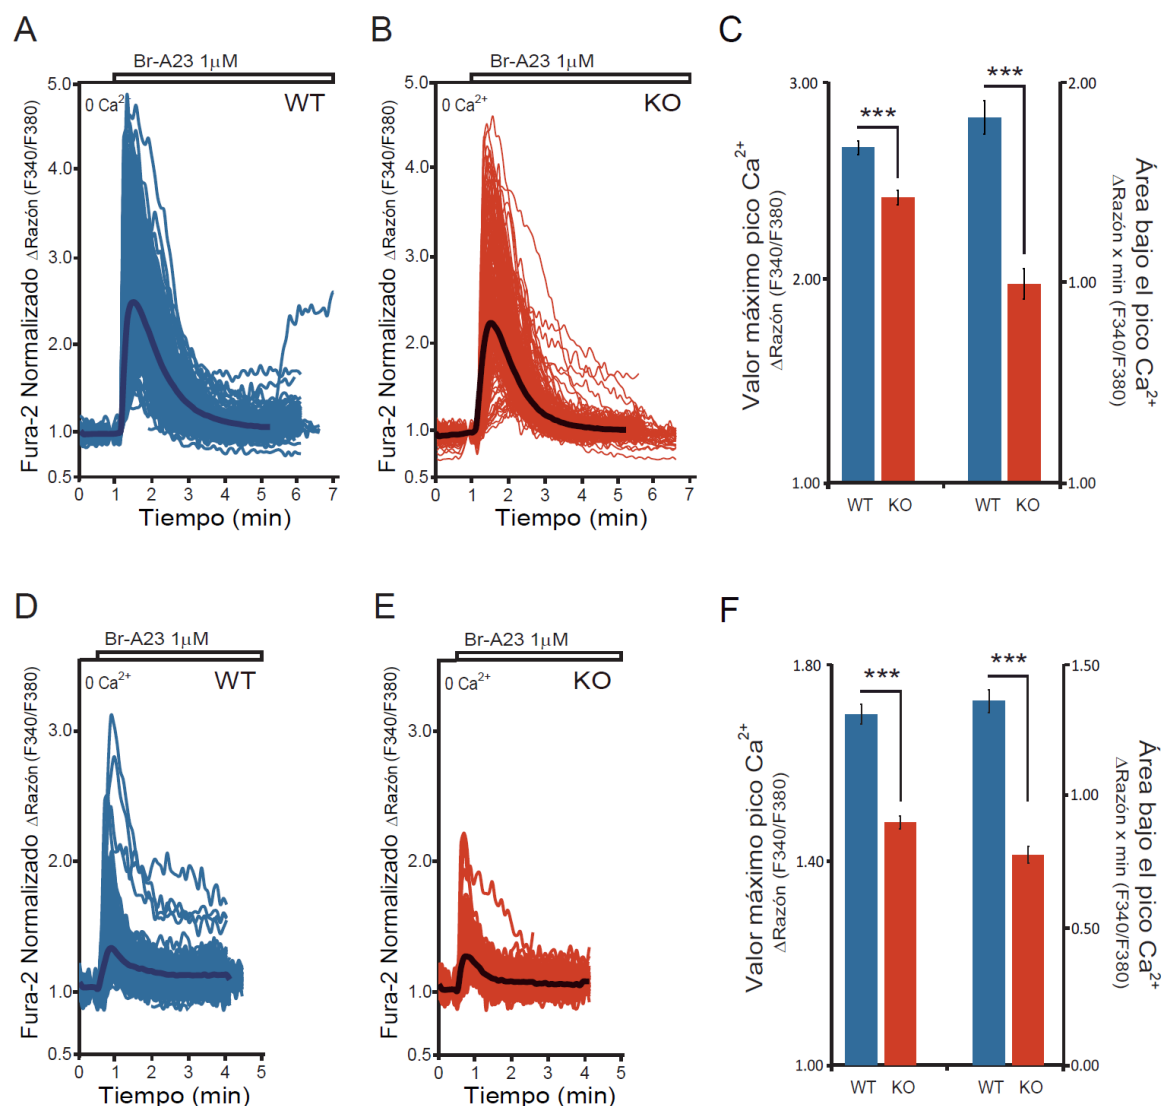 A
Br-A23 1µM
0 Ca2
WT
Fura-2 Normalizado ΔRazón (F340/F380)
5.0
4.0
3.0
2.0
1.0
0.5
0 1 2 3 4 5 6 7
Tiempo (min)
B
Br-A23 1µM
0 Ca2+
KO
Fura-2 Normalizado ΔRazón (F340/F380)
5.0
4.0
3.0
2.0
1.0
0.5
0 1 2 3 4 5 6 7
Tiempo (min)
C
Valor máximo pico Ca2+
ΔRazón (F340/F380)
3.00
2.00
1.00
***
***
2.00
1.00
1.00
Área bajo el pico Ca2+
ΔRazón x min (F340/F380)
WT KO WT KO
D
Br-A23 1µM
0 Ca2+
WT
Fura-2 Normalizado ΔRazón (F340/F380)
3.0
2.0
1.0
0.5
0 1 2 3 4 5
Tiempo (min)
E
Br-A23 1µM
0 Ca2+
KO
Fura-2 Normalizado ΔRazón (F340/F380)
3.0
2.0
1.0
0.5
0 1 2 3 4 5
Tiempo (min)
F
Valor máximo pico Ca2+
ΔRazón (F340/F380)
1.80
1.40
1.00
***
***
1.50
1.00
0.50
0.00
Área bajo el pico Ca2+
ΔRazón x min (F340/F380)
WT KO WT KO